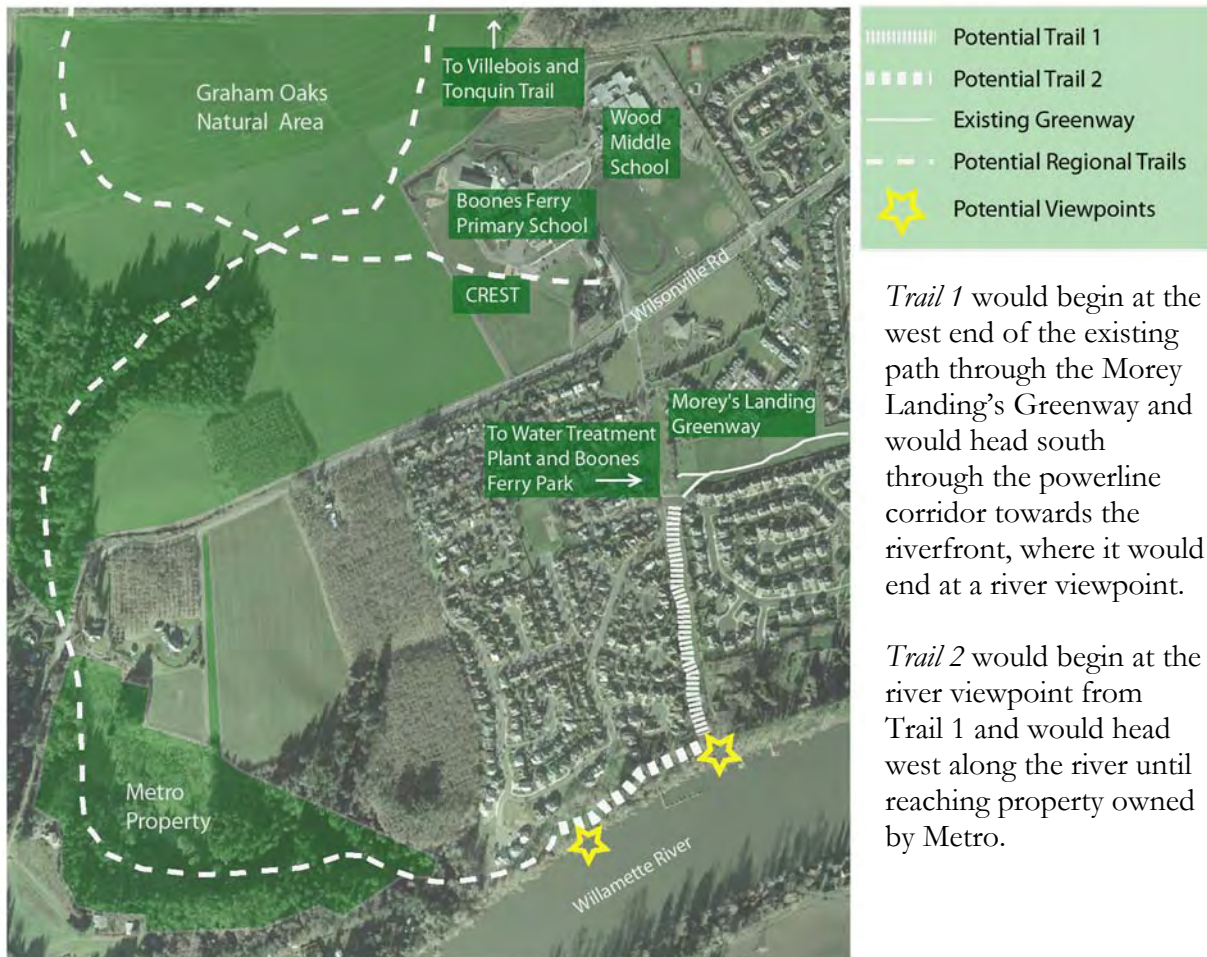 To Villebois and
Tonquin Trail
Graham Oaks
Natural Area
Wood
Middle
School
Boones Ferry
Primary School
CREST
Wilsonville Rd
Morey's Landing
Greenway
To Water Treatment
Plant and Boones
Ferry Park
Metro
Property
Willamette River
Potential Trail 1
Potential Trail 2
Existing Greenway
Potential Regional Trails
Potential Viewpoints
Trail 1 would begin at the
west end of the existing
path through the Morey
Landing’s Greenway and
would head south
through the powerline
corridor towards the
riverfront, where it would
end at a river viewpoint.
Trail 2 would begin at the
river viewpoint from
Trail 1 and would head
west along the river until
reaching property owned
by Metro.